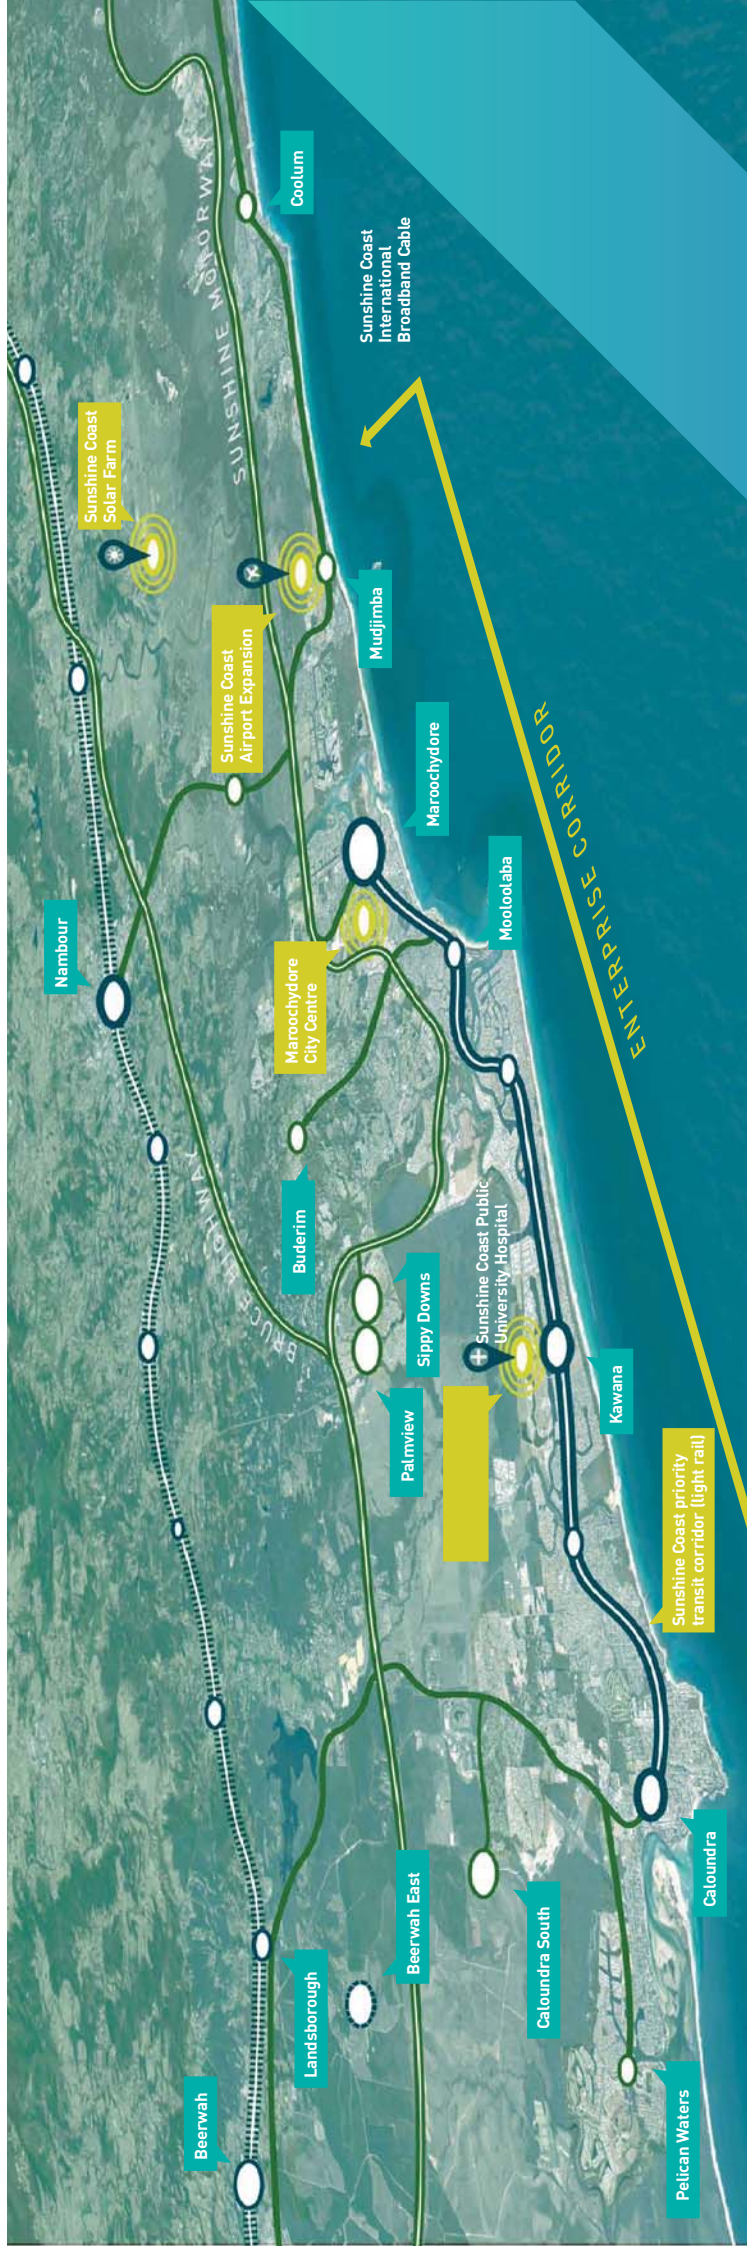 Coolum
SUNSHINE MOTORWAY
Sunshine Coast
International
Broadband Cable
Sunshine Coast
Solar Farm
Sunshine Coast
Airport Expansion
Mudjimba
Maroochydore
Mooloolaba
ENTERPRISE CORRIDOR
Nambour
Maroochydore
City Centre
Buderim
BRUCE HIGHWAY
Sippy Downs
Palmview
Sunshine Coast Public
University Hospital
Kawana
Sunshine Coast priority
transit corridor (light rail)
Caloundra
Caloundra South
Beerwah East
Landsborough
Beerwah
Pelican Waters